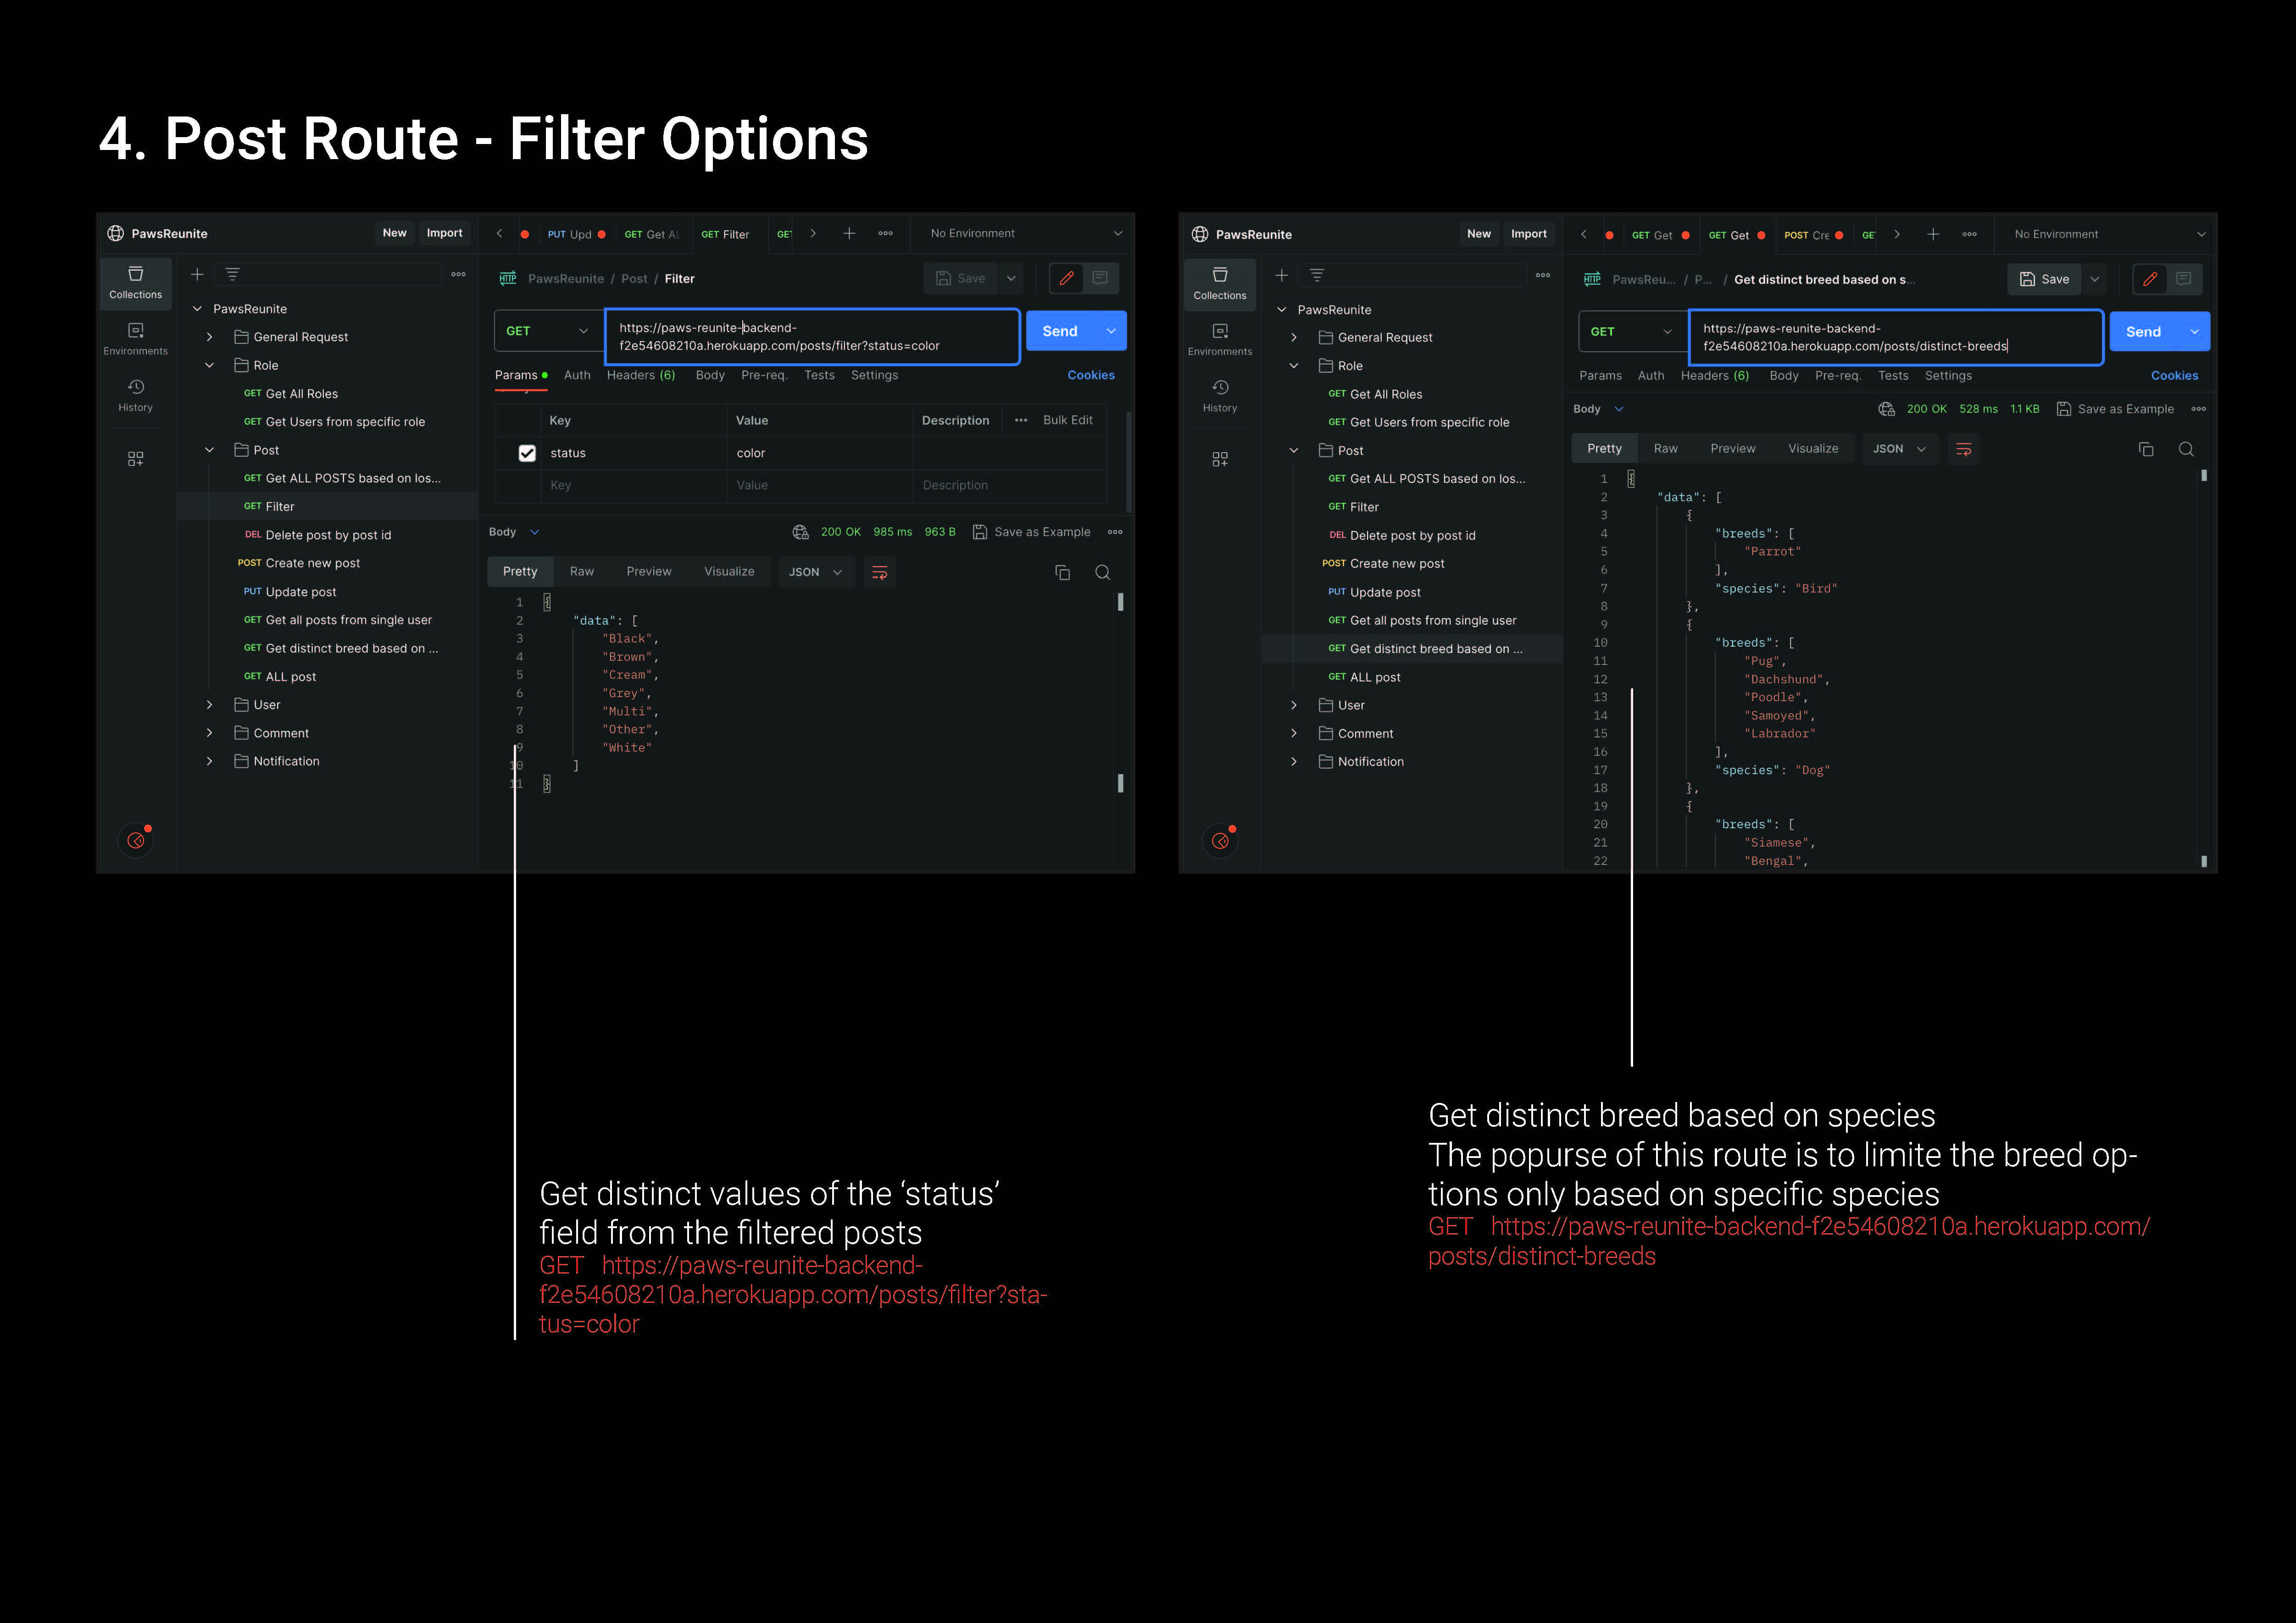 4. Post Route - Filter Options
PawsReunite
New
Import
PUT Upd
GET Get AL
GET Filter
GET
No Environment
Collections
Environments
History
PawsReunite
General Request
Role
GET Get All Roles
GET Get Users from specific role
Post
GET Get ALL POSTS based on los...
GET Filter
DEL Delete post by post id
POST Create new post
PUT Update post
GET Get all posts from single user
GET Get distinct breed based on ...
GET ALL post
User
Comment
Notification
HTTP PawsReunite / Post / Filter
Save
GET
https://paws-reunite-backend-
f2e54608210a.herokuapp.com/posts/filter?status=color
Send
Params Auth Headers (6) Body Pre-req. Tests Settings
Cookies
Key Value Description Bulk Edit
status color
Key Value Description
Body
200 OK 985 ms 963 B Save as Example
Pretty Raw Preview Visualize JSON
1 {
2 "data": [
3 "Black",
4 "Brown",
5 "Cream",
6 "Grey",
7 "Multi",
8 "Other",
9 "White"
10 ]
11 }
PawsReunite
New
Import
GET Get
GET Get
POST Cre
GE
No Environment
Collections
Environments
History
PawsReunite
General Request
Role
GET Get All Roles
GET Get Users from specific role
Post
GET Get ALL POSTS based on los...
GET Filter
DEL Delete post by post id
POST Create new post
PUT Update post
GET Get all posts from single user
GET Get distinct breed based on ...
GET ALL post
User
Comment
Notification
HTTP PawsReu... / P... / Get distinct breed based on s...
Save
GET
https://paws-reunite-backend-
f2e54608210a.herokuapp.com/posts/distinct-breeds
Send
Params Auth Headers (6) Body Pre-req. Tests Settings
Cookies
Body
200 OK 528 ms 1.1 KB Save as Example
Pretty Raw Preview Visualize JSON
1 {
2 "data": [
3 {
4 "breeds": [
5 "Parrot"
6 ],
7 "species": "Bird"
8 },
9 {
10 "breeds": [
11 "Pug",
12 "Dachshund",
13 "Poodle",
14 "Samoyed",
15 "Labrador"
16 ],
17 "species": "Dog"
18 },
19 {
20 "breeds": [
21 "Siamese",
22 "Bengal",
Get distinct values of the ‘status’
field from the filtered posts
GET https://paws-reunite-backend-
f2e54608210a.herokuapp.com/posts/filter?sta-
tus=color
Get distinct breed based on species
The popurse of this route is to limite the breed op-
tions only based on specific species
GET https://paws-reunite-backend-f2e54608210a.herokuapp.com/
posts/distinct-breeds